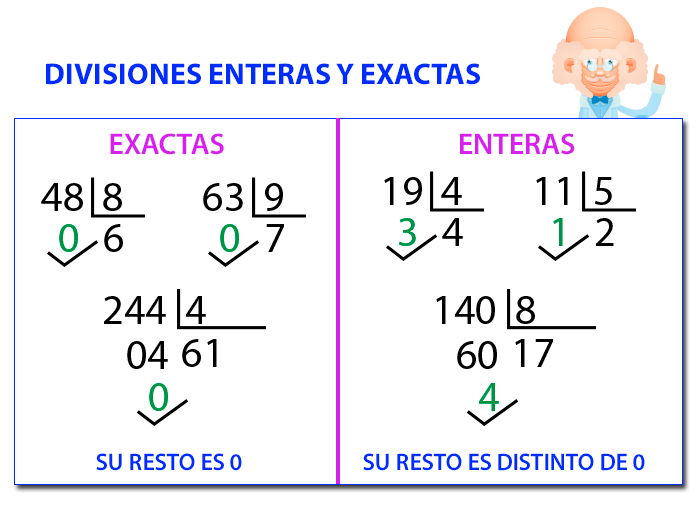 DIVISIONES ENTERAS Y EXACTAS
EXACTAS
48 8
0 6
63 9
0 7
244 4
04 61
0
SU RESTO ES 0
ENTERAS
19 4
3 4
11 5
1 2
140 8
60 17
4
SU RESTO ES DISTINTO DE 0